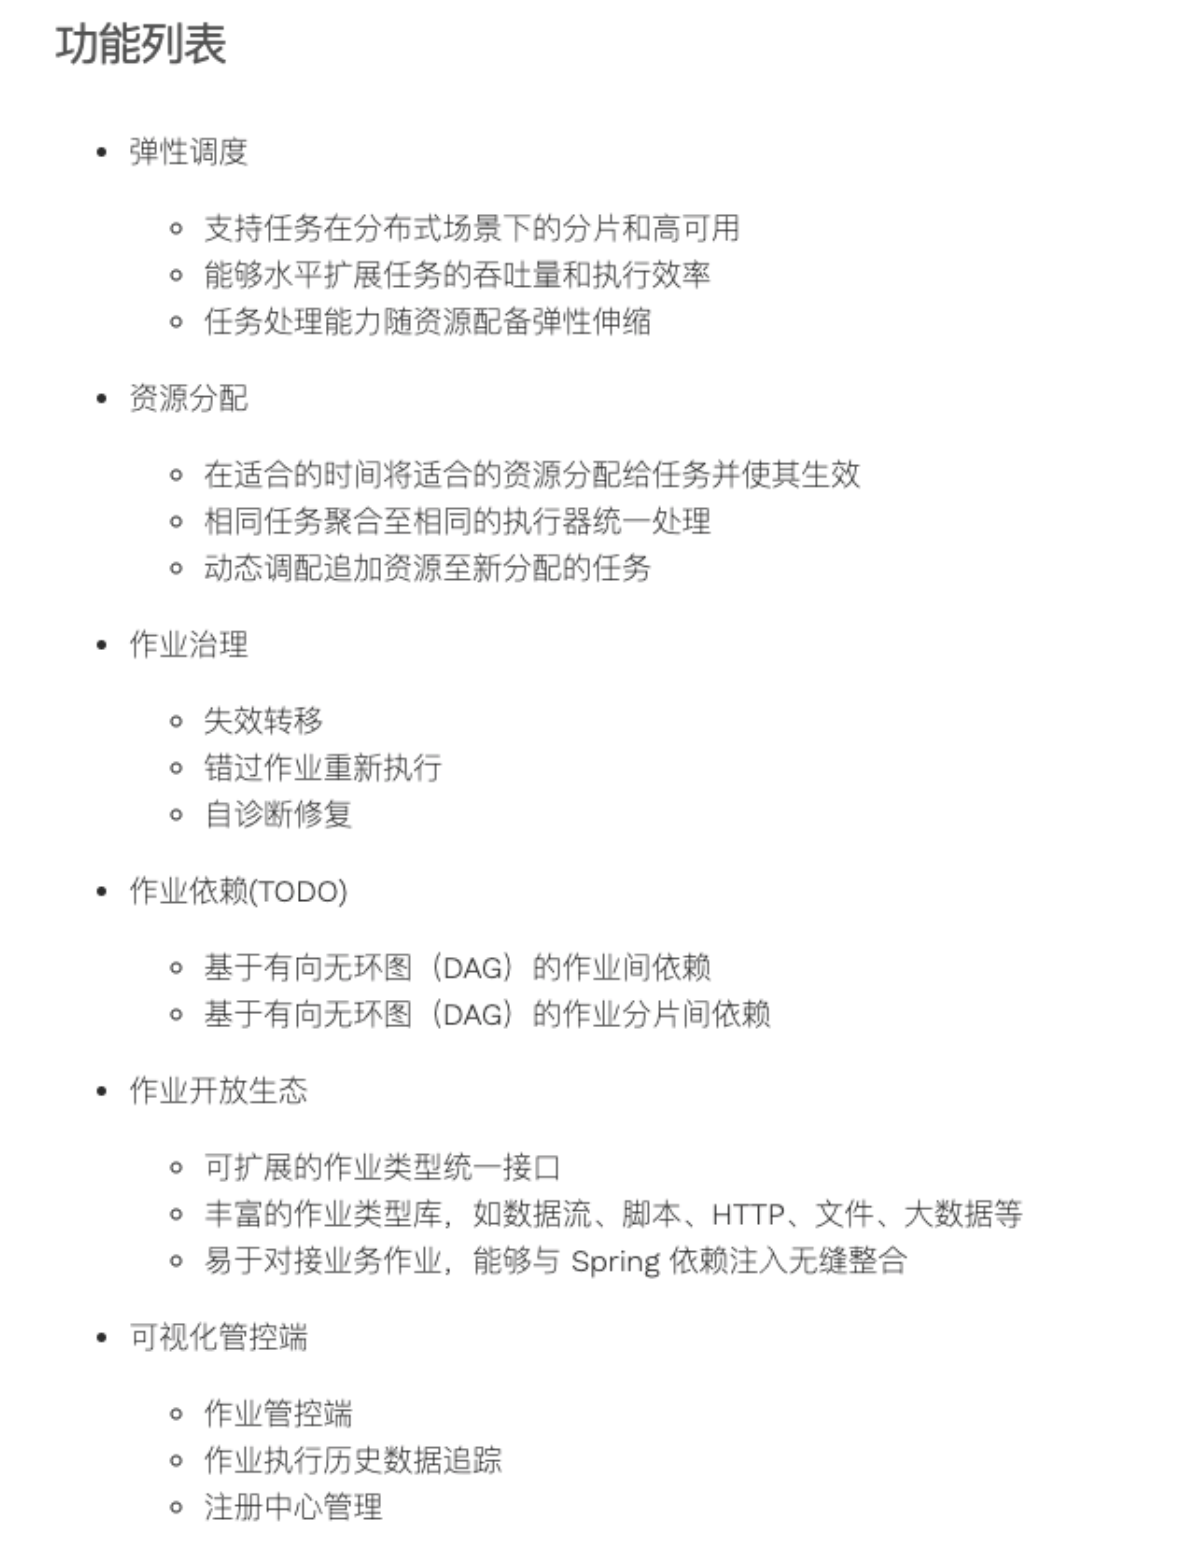 功能列表
弹性调度
支持任务在分布式场景下的分片和高可用
能够水平扩展任务的吞吐量和执行效率
任务处理能力随资源配备弹性伸缩
资源分配
在适合的时间将适合的资源分配给任务并使其生效
相同任务聚合至相同的执行器统一处理
动态调配追加资源至新分配的任务
作业治理
失效转移
错过作业重新执行
自诊断修复
作业依赖(TODO)
基于有向无环图（DAG）的作业间依赖
基于有向无环图（DAG）的作业分片间依赖
作业开放生态
可扩展的作业类型统一接口
丰富的作业类型库，如数据流、脚本、HTTP、文件、大数据等
易于对接业务作业，能够与 Spring 依赖注入无缝整合
可视化管控端
作业管控端
作业执行历史数据追踪
注册中心管理